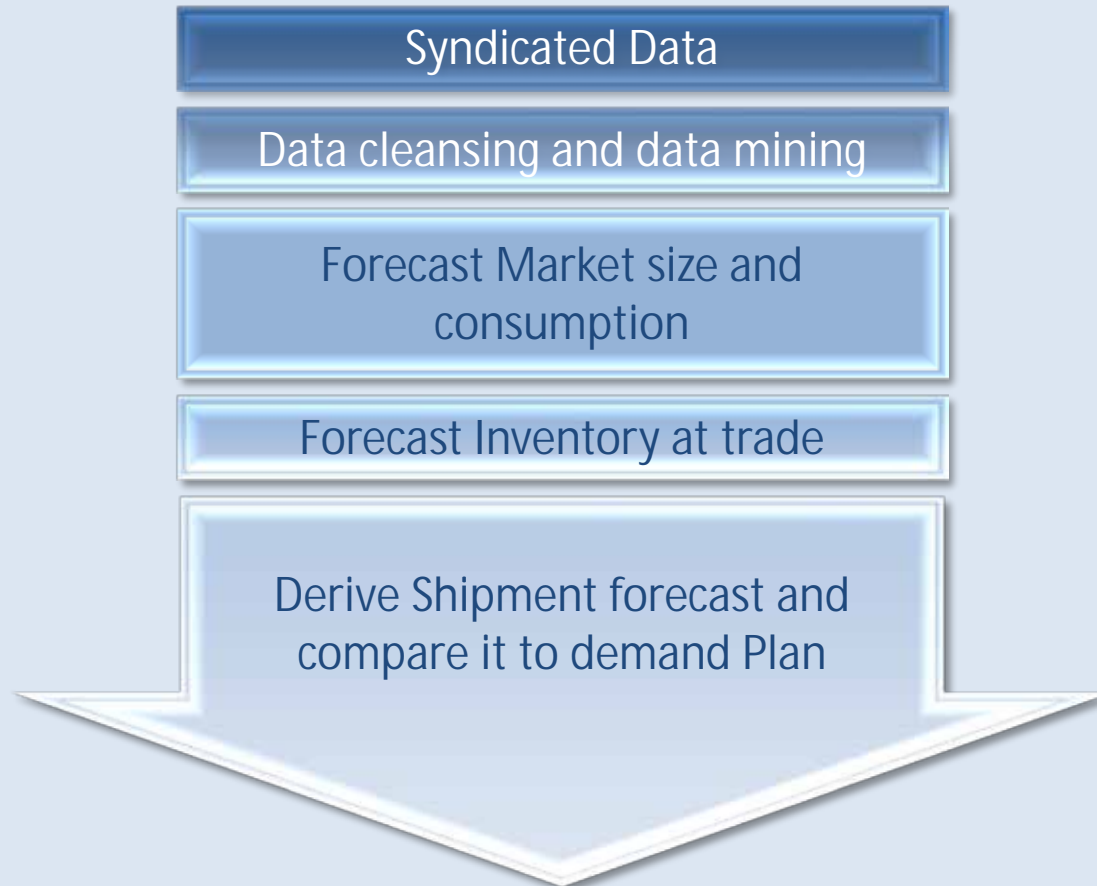 Syndicated Data
Data cleansing and data mining
Forecast Market size and
consumption
Forecast Inventory at trade
Derive Shipment forecast and
compare it to demand Plan